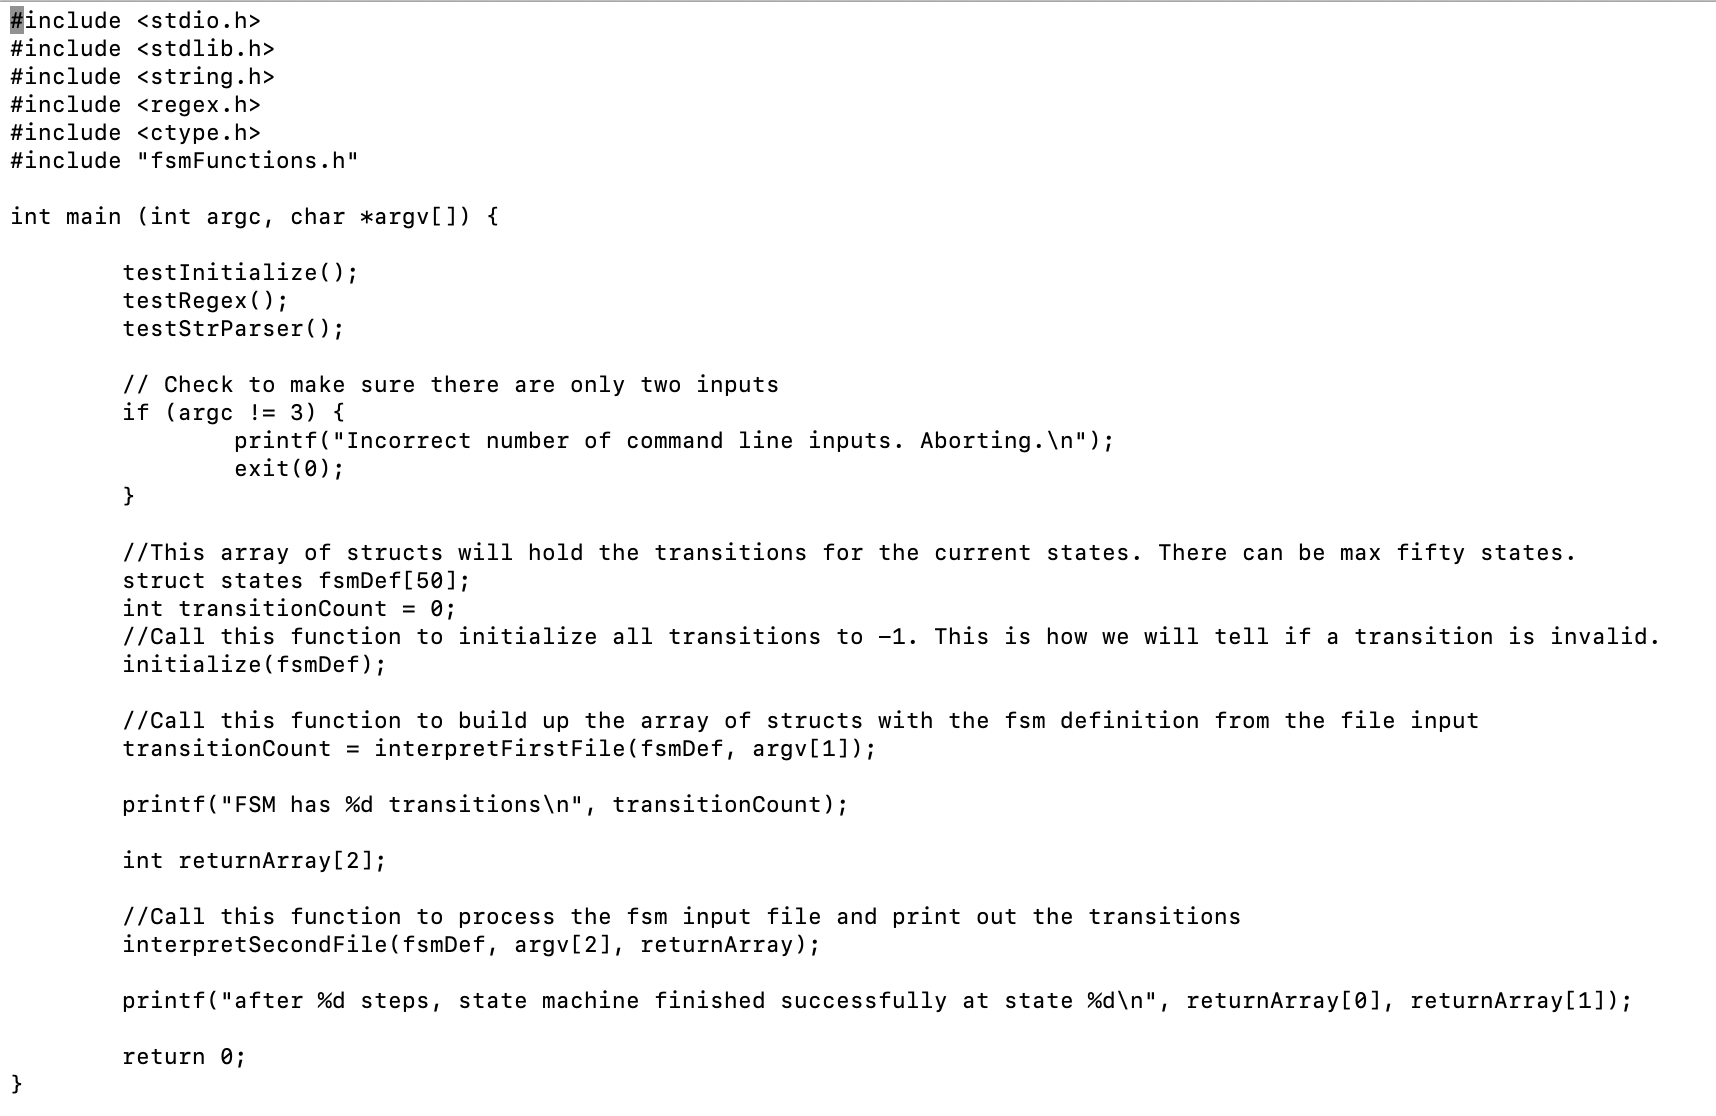 #include <stdio.h>
#include <stdlib.h>
#include <string.h>
#include <regex.h>
#include <ctype.h>
#include "fsmFunctions.h"

int main (int argc, char *argv[]) {

        testInitialize();
        testRegex();
        testStrParser();

        // Check to make sure there are only two inputs
        if (argc != 3) {
                printf("Incorrect number of command line inputs. Aborting.\n");
                exit(0);
        }

        //This array of structs will hold the transitions for the current states. There can be max fifty states.
        struct states fsmDef[50];
        int transitionCount = 0;
        //Call this function to initialize all transitions to -1. This is how we will tell if a transition is invalid.
        initialize(fsmDef);

        //Call this function to build up the array of structs with the fsm definition from the file input
        transitionCount = interpretFirstFile(fsmDef, argv[1]);

        printf("FSM has %d transitions\n", transitionCount);

        int returnArray[2];

        //Call this function to process the fsm input file and print out the transitions
        interpretSecondFile(fsmDef, argv[2], returnArray);

        printf("after %d steps, state machine finished successfully at state %d\n", returnArray[0], returnArray[1]);

        return 0;
}